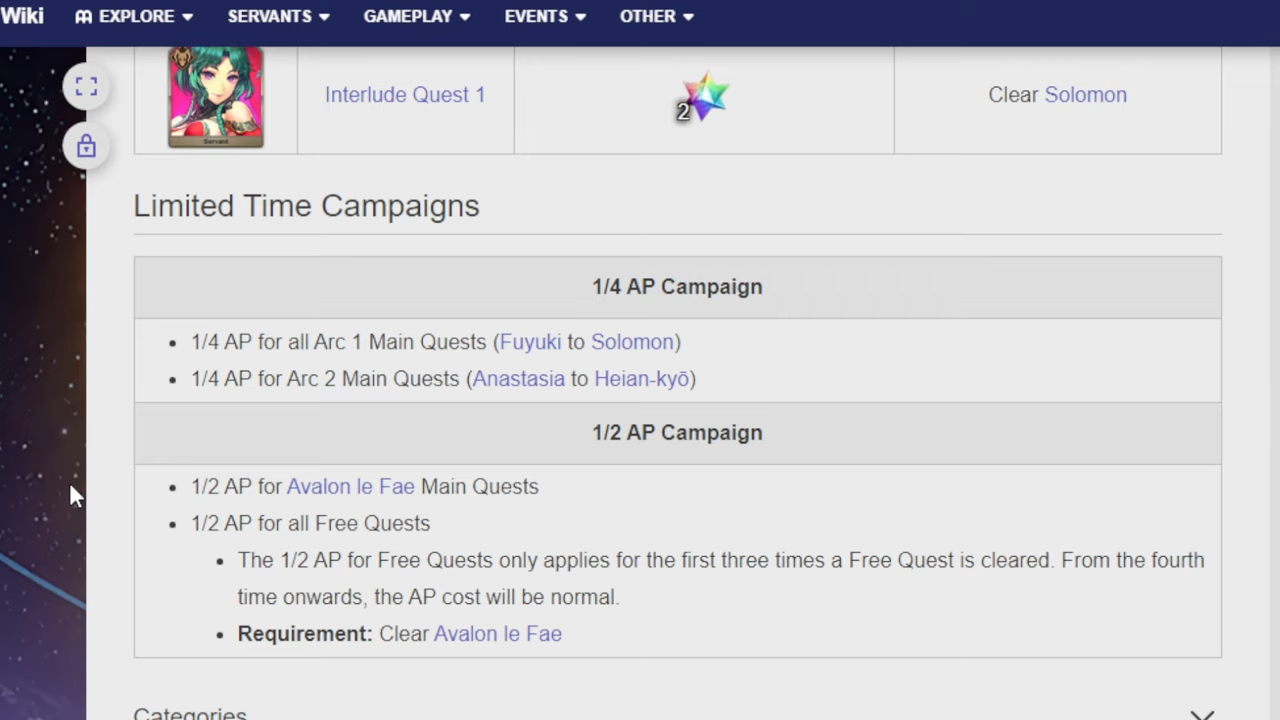 Wiki EXPLORE SERVANTS GAMEPLAY EVENTS OTHER
Servant
Interlude Quest 1
2
Clear Solomon
Limited Time Campaigns
1/4 AP Campaign
• 1/4 AP for all Arc 1 Main Quests (Fuyuki to Solomon)
• 1/4 AP for Arc 2 Main Quests (Anastasia to Heian-kyō)
1/2 AP Campaign
• 1/2 AP for Avalon le Fae Main Quests
• 1/2 AP for all Free Quests
• The 1/2 AP for Free Quests only applies for the first three times a Free Quest is cleared. From the fourth
time onwards, the AP cost will be normal.
• Requirement: Clear Avalon le Fae
Categories